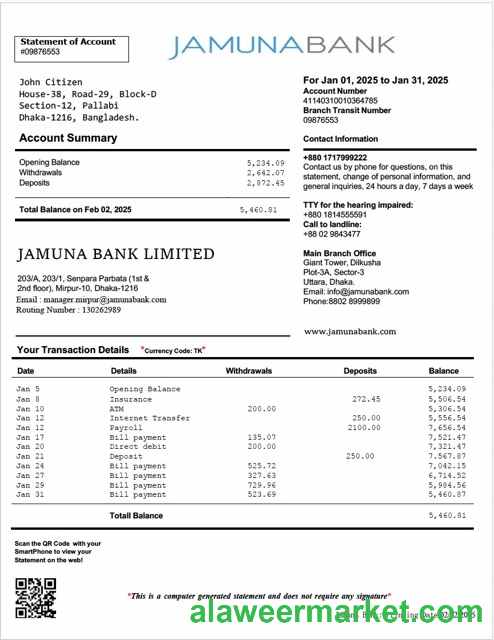 Statement of Account
#09876553
JAMUNABANK
John Citizen
House-38, Road-29, Block-D
Section-12, Pallabi
Dhaka-1216, Bangladesh.
For Jan 01, 2025 to Jan 31, 2025
Account Number
41140310010364785
Branch Transit Number
09876553
Account Summary
Contact Information
Opening Balance 5,234.09
Withdrawals 2,642.07
Deposits 2,872.45
Total Balance on Feb 02, 2025 5,460.81
+880 1717999222
Contact us by phone for questions, on this
statement, change of personal information, and
general inquiries, 24 hours a day, 7 days a week
TTY for the hearing impaired:
+880 1814555591
Call to landline:
+88 02 9843477
JAMUNA BANK LIMITED
203/A, 203/1, Senpara Parbata (1st &
2nd floor), Mirpur-10, Dhaka-1216
Email : manager.mirpur@jamunabank.com
Routing Number : 130262989
Main Branch Office
Giant Tower, Dilkusha
Plot-3A, Sector-3
Uttara, Dhaka.
Email: info@jamunabank.com
Phone:8802 8999899
www.jamunabank.com
Your Transaction Details *Currency Code: TK*
Date Details Withdrawals Deposits Balance
Jan 5 Opening Balance 5,234.09
Jan 8 Insurance 272.45 5,506.54
Jan 10 ATM 200.00 5,306.54
Jan 12 Internet Transfer 250.00 5,556.54
Jan 12 Payroll 2100.00 7,656.54
Jan 17 Bill payment 135.07 7,521.47
Jan 20 Direct debit 200.00 7,321.47
Jan 21 Deposit 250.00 7.567.87
Jan 24 Bill payment 525.72 7,042.15
Jan 27 Bill payment 327.63 6,714.52
Jan 29 Bill payment 729.96 5,984.56
Jan 31 Bill payment 523.69 5,460.87
Totall Balance 5,460.81
Scan the QR Code with your
SmartPhone to view your
Statement on the web!
*This is a computer generated statement and does not require any signature*
alaweermarket.com